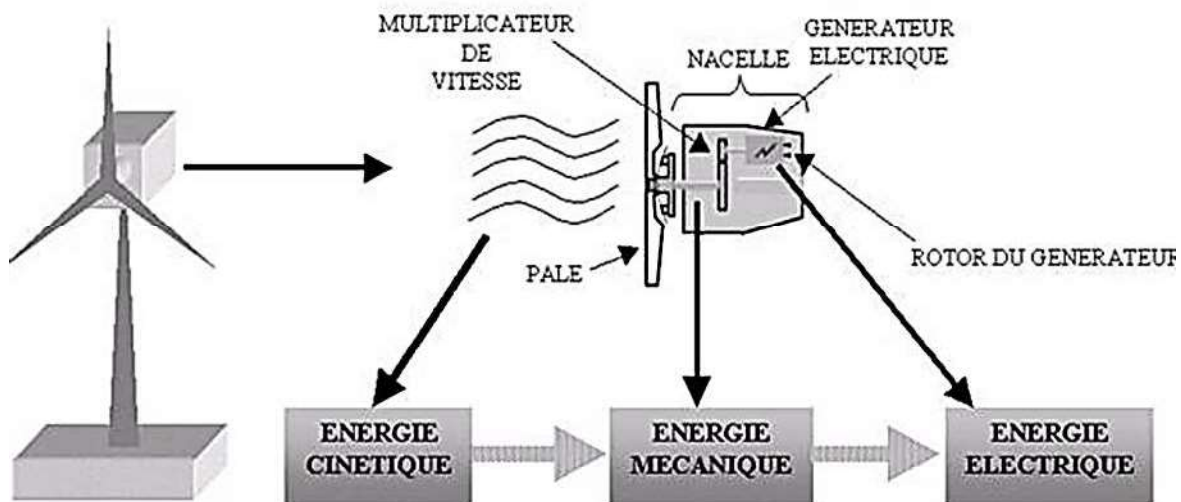 MULTIPLICATEUR
DE
VITESSE
NACELLE
GENERATEUR
ELECTRIQUE
PALE
ROTOR DU GENERATEUR
ENERGIE
CINETIQUE
ENERGIE
MECANIQUE
ENERGIE
ELECTRIQUE